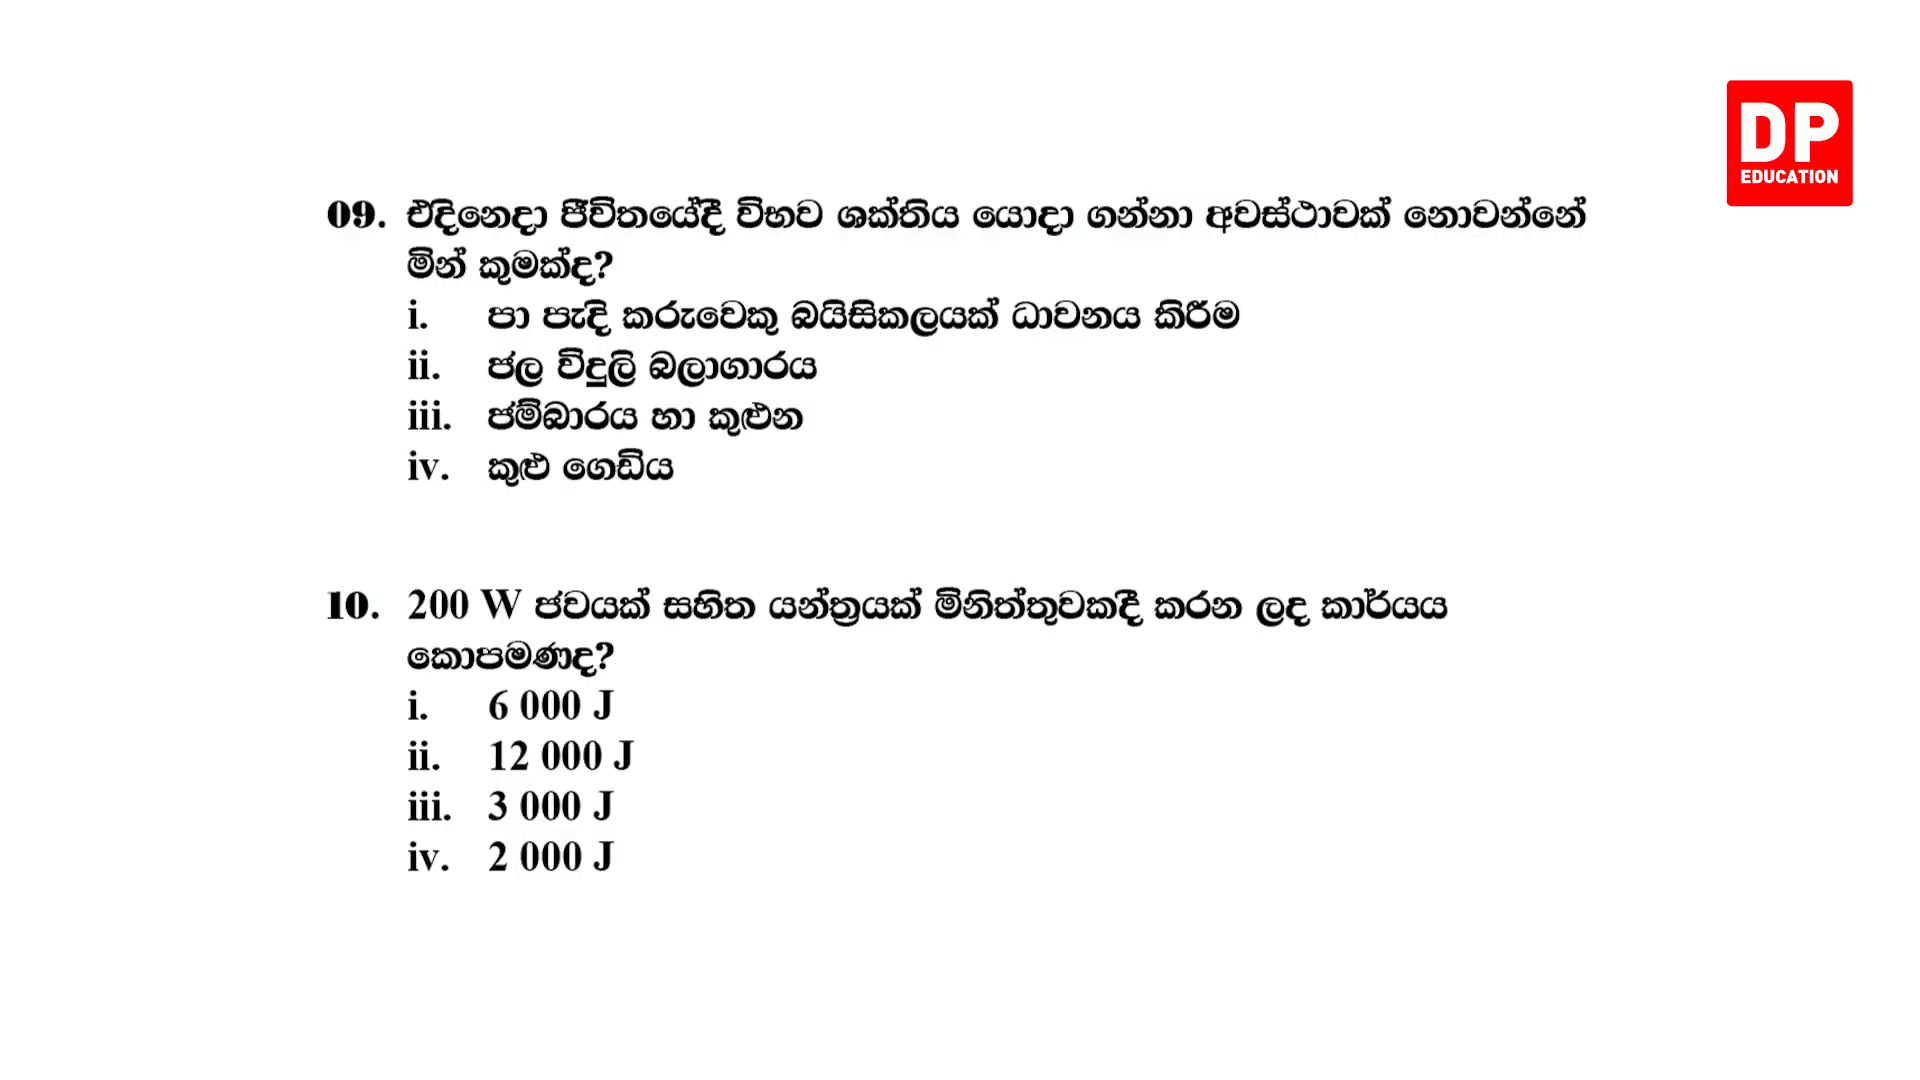 DP
EDUCATION
09. එදිනෙදා ජීවිතයේදී විභව ශක්තිය යොදා ගන්නා අවස්ථාවක් නොවන්නේ
මින් කුමක්ද?
i. පා පැදි කරුවෙකු බයිසිකලයක් ධාවනය කිරීම
ii. ජල විදුලි බලාගාරය
iii. ජම්බාරය හා කුළුන
iv. කුළු ගෙඩිය
10. 200 W ජවයක් සහිත යන්ත්‍රයක් මිනිත්තුවකදී කරන ලද කාර්යය
කොපමණද?
i. 6 000 J
ii. 12 000 J
iii. 3 000 J
iv. 2 000 J